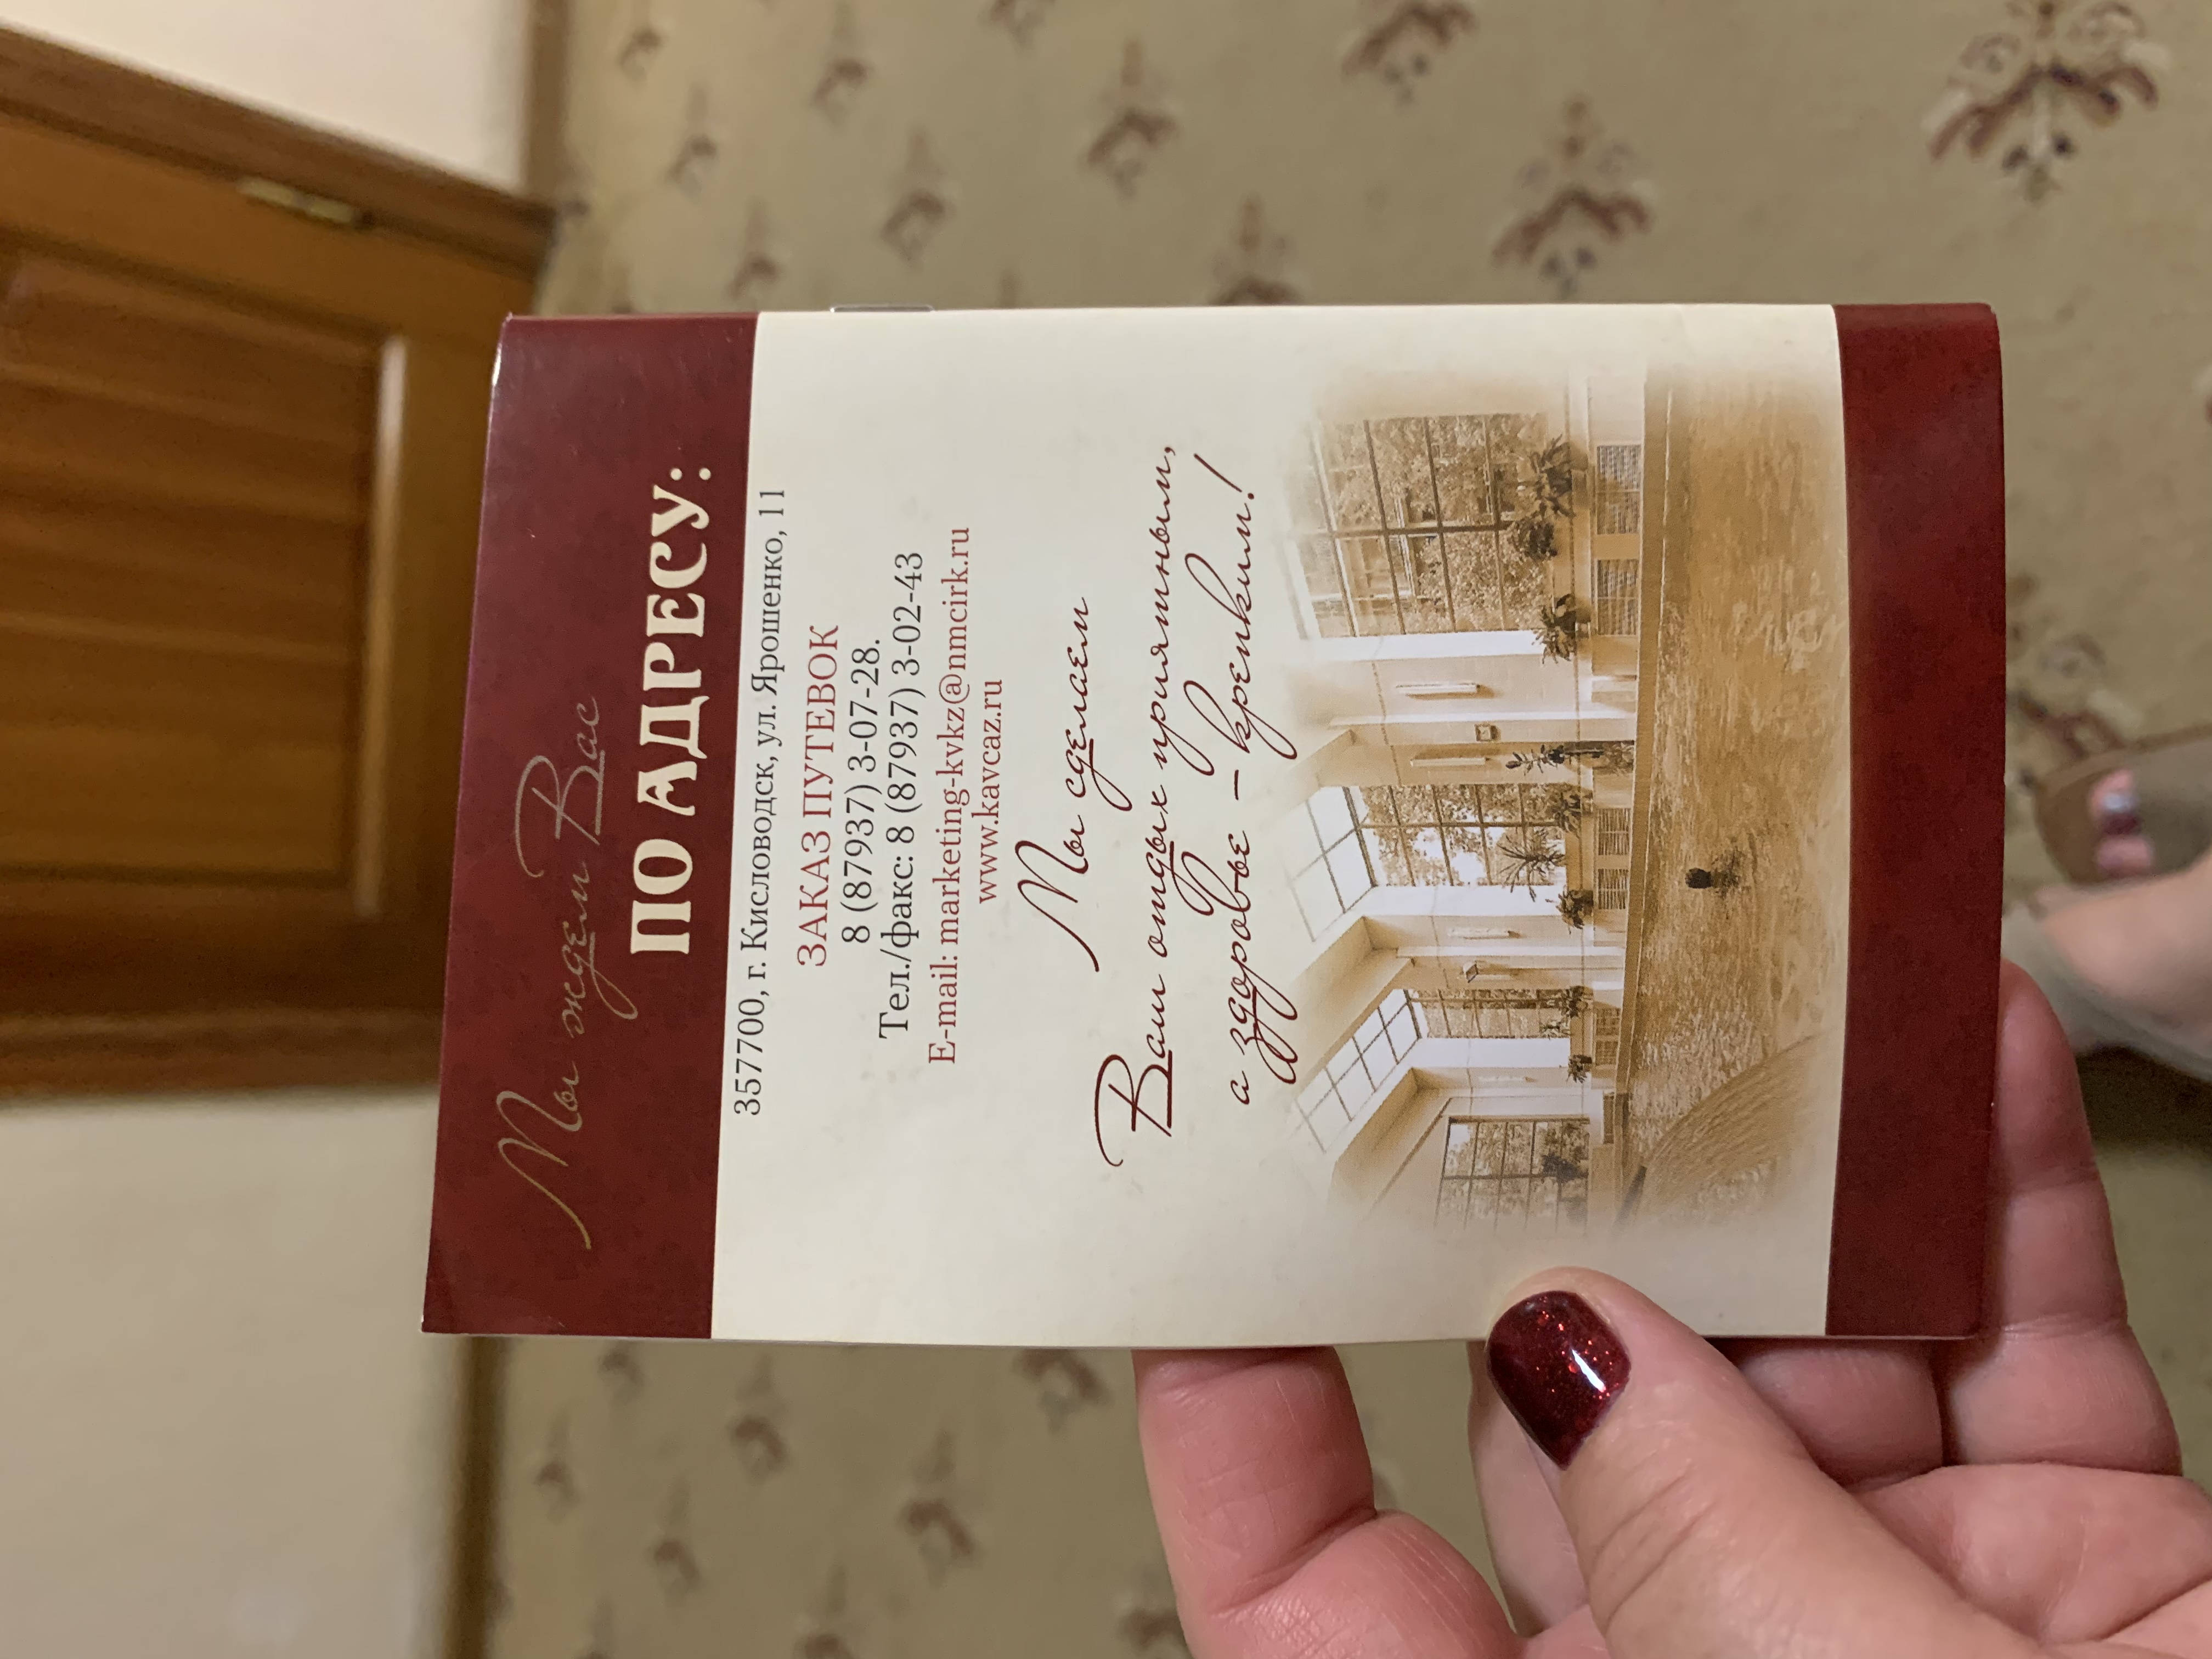 Мы ждем Вас
ПО АДРЕСУ:
357700, г. Кисловодск, ул. Ярошенко, 11
ЗАКАЗ ПУТЕВОК
8 (87937) 3-07-28.
Тел./факс: 8 (87937) 3-02-43
E-mail: marketing-kvkz@nmcirk.ru
www.kavcaz.ru
Мы сделаем
Ваш отдых приятным,
а здоровье – крепким!